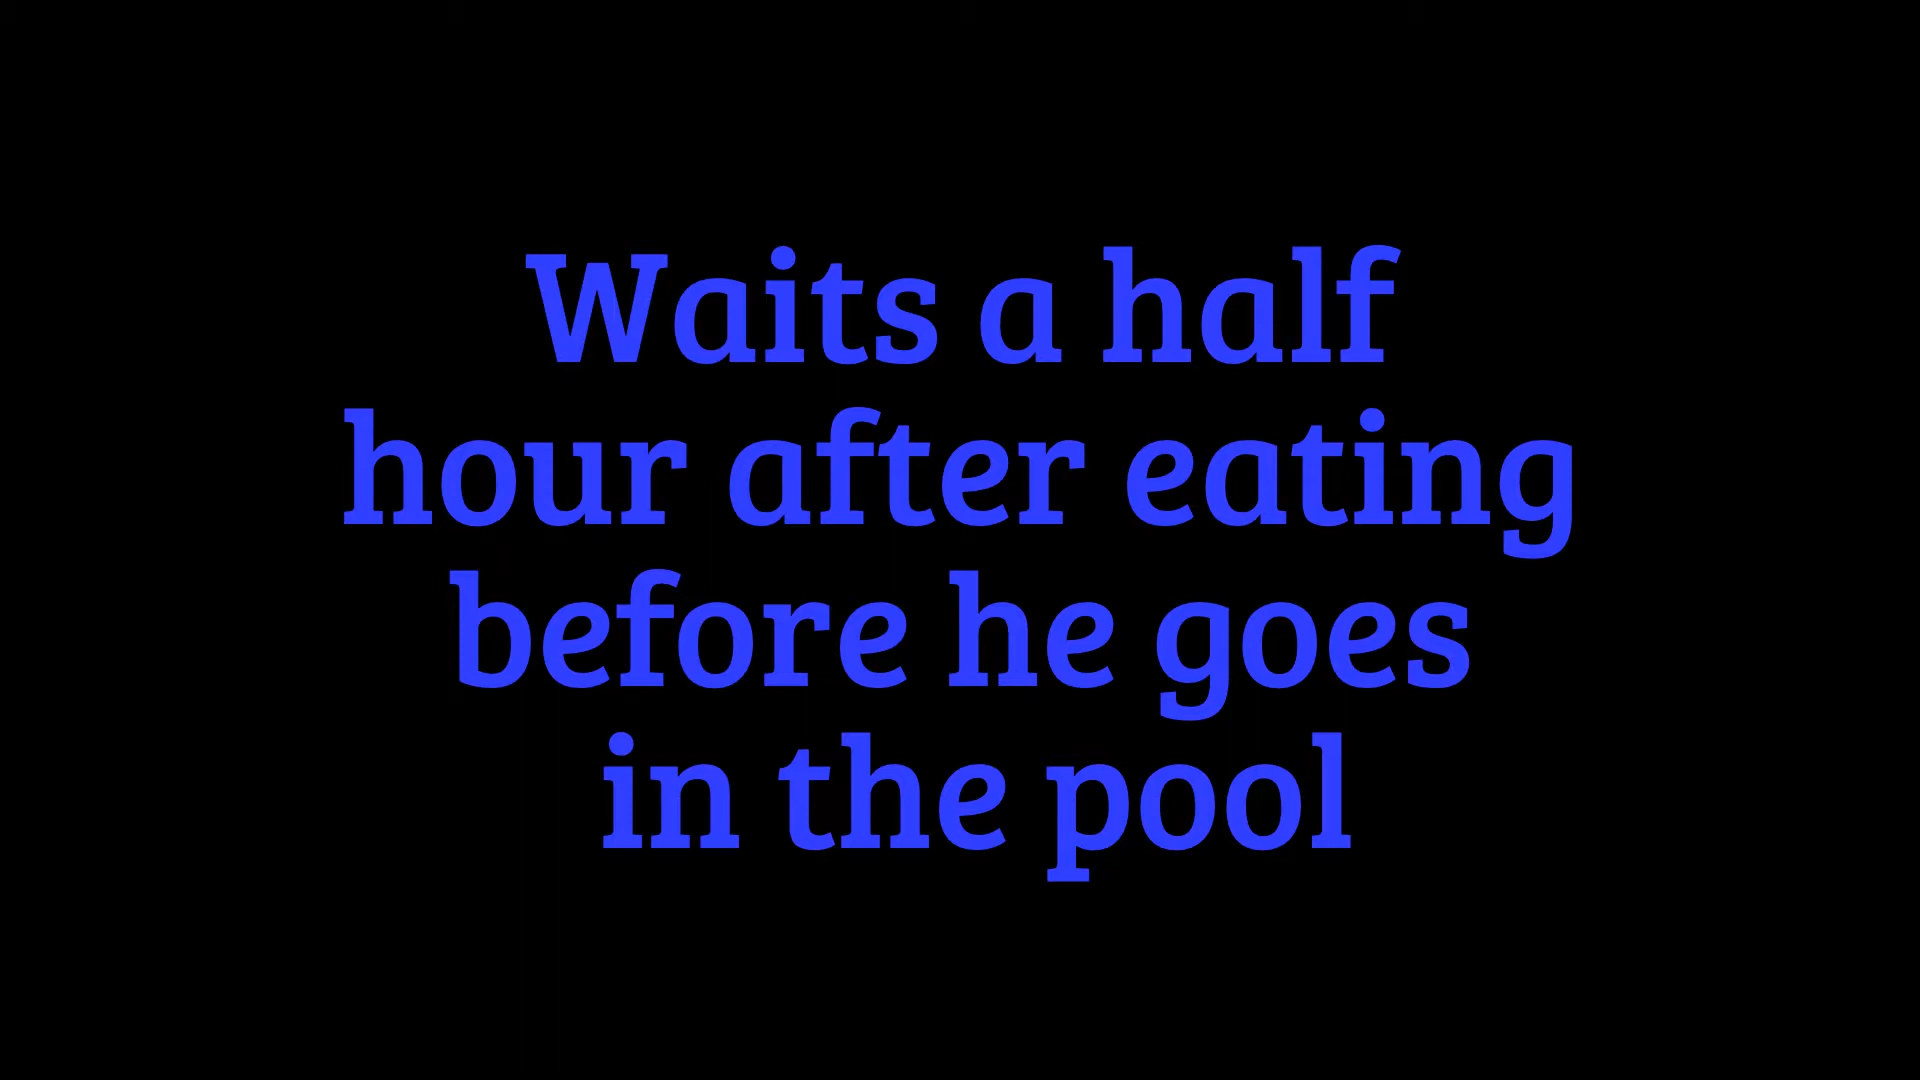 Waits a half
hour after eating
before he goes
in the pool